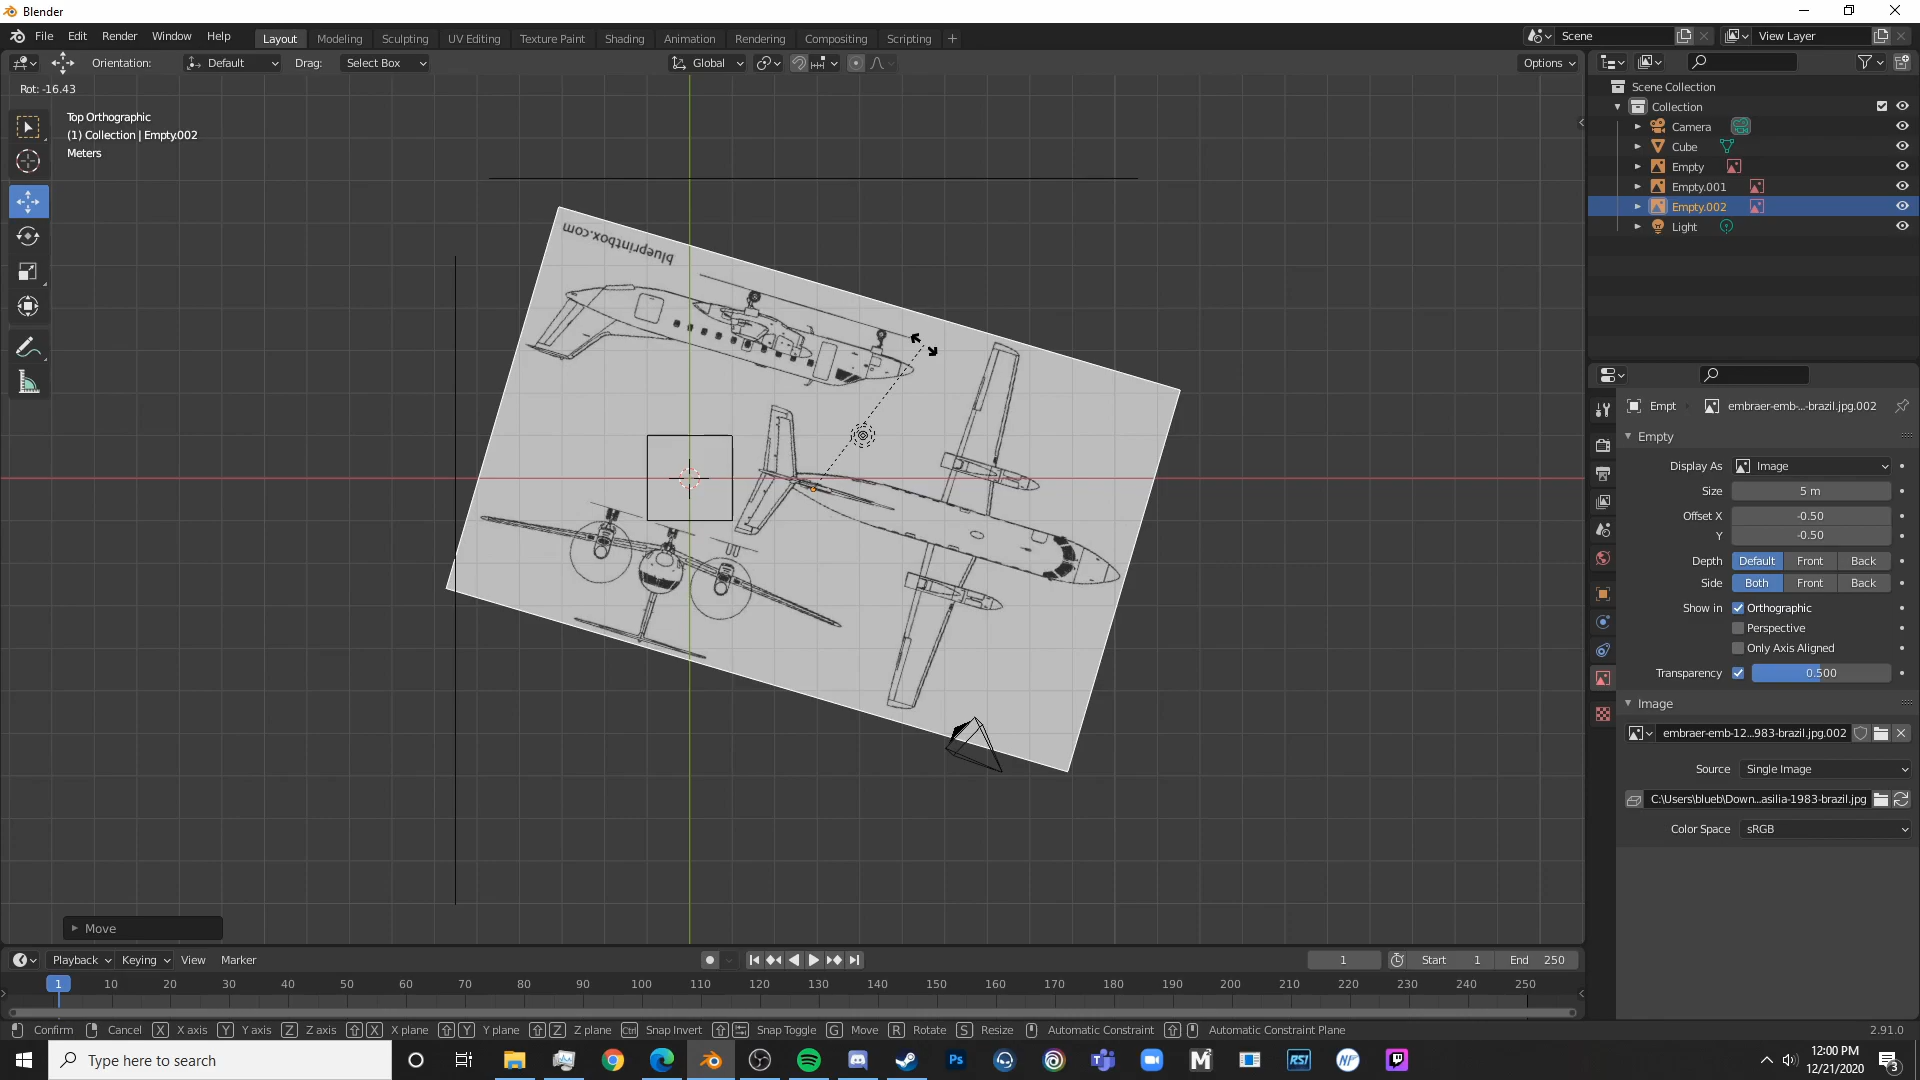 Blender
File Edit Render Window Help
Layout Modeling Sculpting UV Editing Texture Paint Shading Animation Rendering Compositing Scripting +
Scene
View Layer
Orientation: Default Drag: Select Box
Global
Options
Rot: -16.43
Top Orthographic
(1) Collection | Empty.002
Meters
blueprintbox.com
Scene Collection
Collection
Camera
Cube
Empty
Empty.001
Empty.002
Light
Empt embraer-emb-...-brazil.jpg.002
Empty
Display As Image
Size 5 m
Offset X -0.50
Y -0.50
Depth Default Front Back
Side Both Front Back
Show in Orthographic
Perspective
Only Axis Aligned
Transparency 0.500
Image
embraer-emb-12...983-brazil.jpg.002
Source Single Image
C:\Users\blueb\Down...asilia-1983-brazil.jpg
Color Space sRGB
Move
Playback Keying View Marker
1 Start 1 End 250
1 10 20 30 40 50 60 70 80 90 100 110 120 130 140 150 160 170 180 190 200 210 220 230 240 250
Confirm Cancel X X axis Y Y axis Z Z axis X X plane Y Y plane Z Z plane Ctrl Snap Invert Snap Toggle G Move R Rotate S Resize Automatic Constraint Automatic Constraint Plane 2.91.0
Type here to search
Ps
RSI
NP
12:00 PM
12/21/2020
3